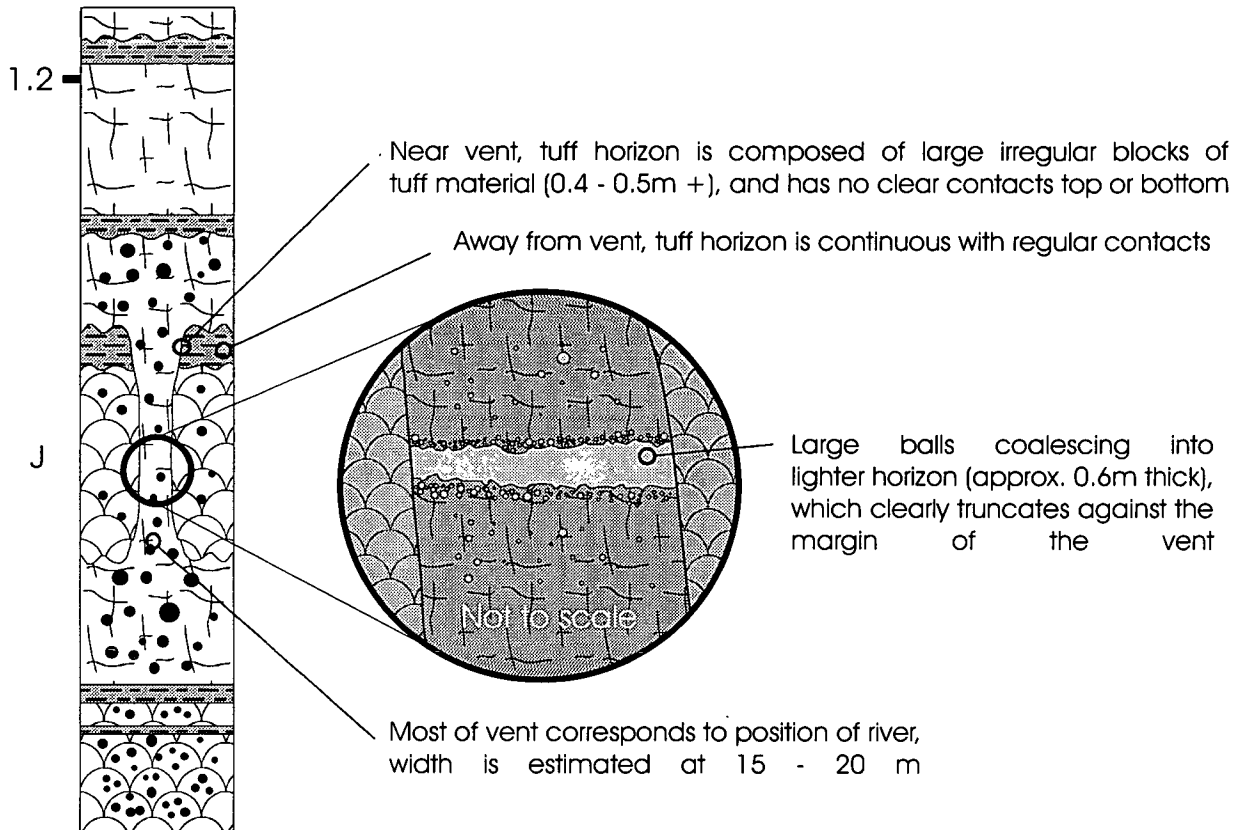 1.2
Near vent, tuff horizon is composed of large irregular blocks of
tuff material (0.4 - 0.5m +), and has no clear contacts top or bottom
Away from vent, tuff horizon is continuous with regular contacts
J
Large balls coalescing into
lighter horizon (approx. 0.6m thick),
which clearly truncates against the
margin of the vent
Not to scale
Most of vent corresponds to position of river,
width is estimated at 15 - 20 m